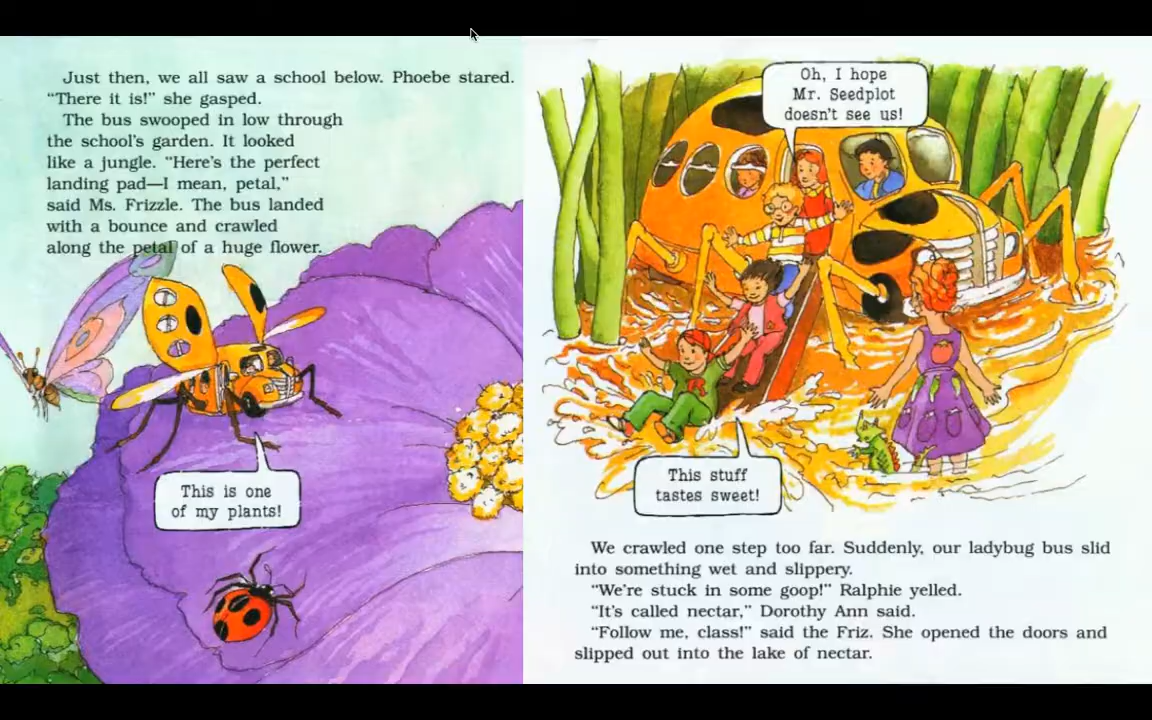 Just then, we all saw a school below. Phoebe stared.
“There it is!” she gasped.
The bus swooped in low through
the school’s garden. It looked
like a jungle. “Here’s the perfect
landing pad—I mean, petal,”
said Ms. Frizzle. The bus landed
with a bounce and crawled
along the petal of a huge flower.
This is one
of my plants!
Oh, I hope
Mr. Seedplot
doesn’t see us!
This stuff
tastes sweet!
We crawled one step too far. Suddenly, our ladybug bus slid
into something wet and slippery.
“We’re stuck in some goop!” Ralphie yelled.
“It’s called nectar,” Dorothy Ann said.
“Follow me, class!” said the Friz. She opened the doors and
slipped out into the lake of nectar.